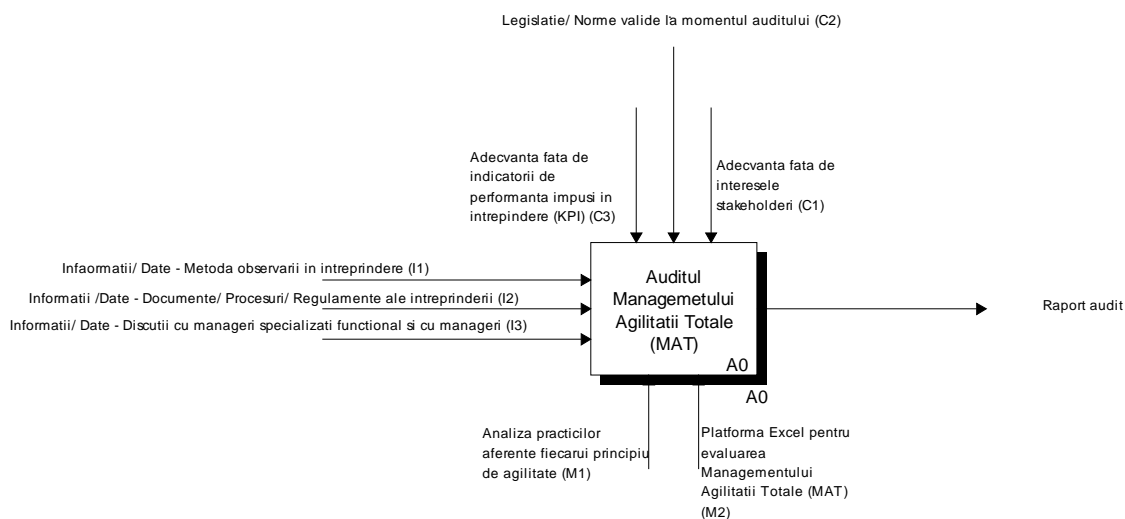 Legislatie/ Norme valide la momentul auditului (C2)
Adecvanta fata de
indicatorii de
performanta impusi in
intrepindere (KPI) (C3)
Adecvanta fata de
interesele
stakeholderi (C1)
Infaormatii/ Date - Metoda observarii in intreprindere (I1)
Informatii /Date - Documente/ Procesuri/ Regulamente ale intreprinderii (I2)
Informatii/ Date - Discutii cu manageri specializati functional si cu manageri (I3)
Auditul
Managemetului
Agilitatii Totale
(MAT)
A0
A0
Raport audit
Analiza practicilor
aferente fiecarui principiu
de agilitate (M1)
Platforma Excel pentru
evaluarea
Managementului
Agilitatii Totale (MAT)
(M2)